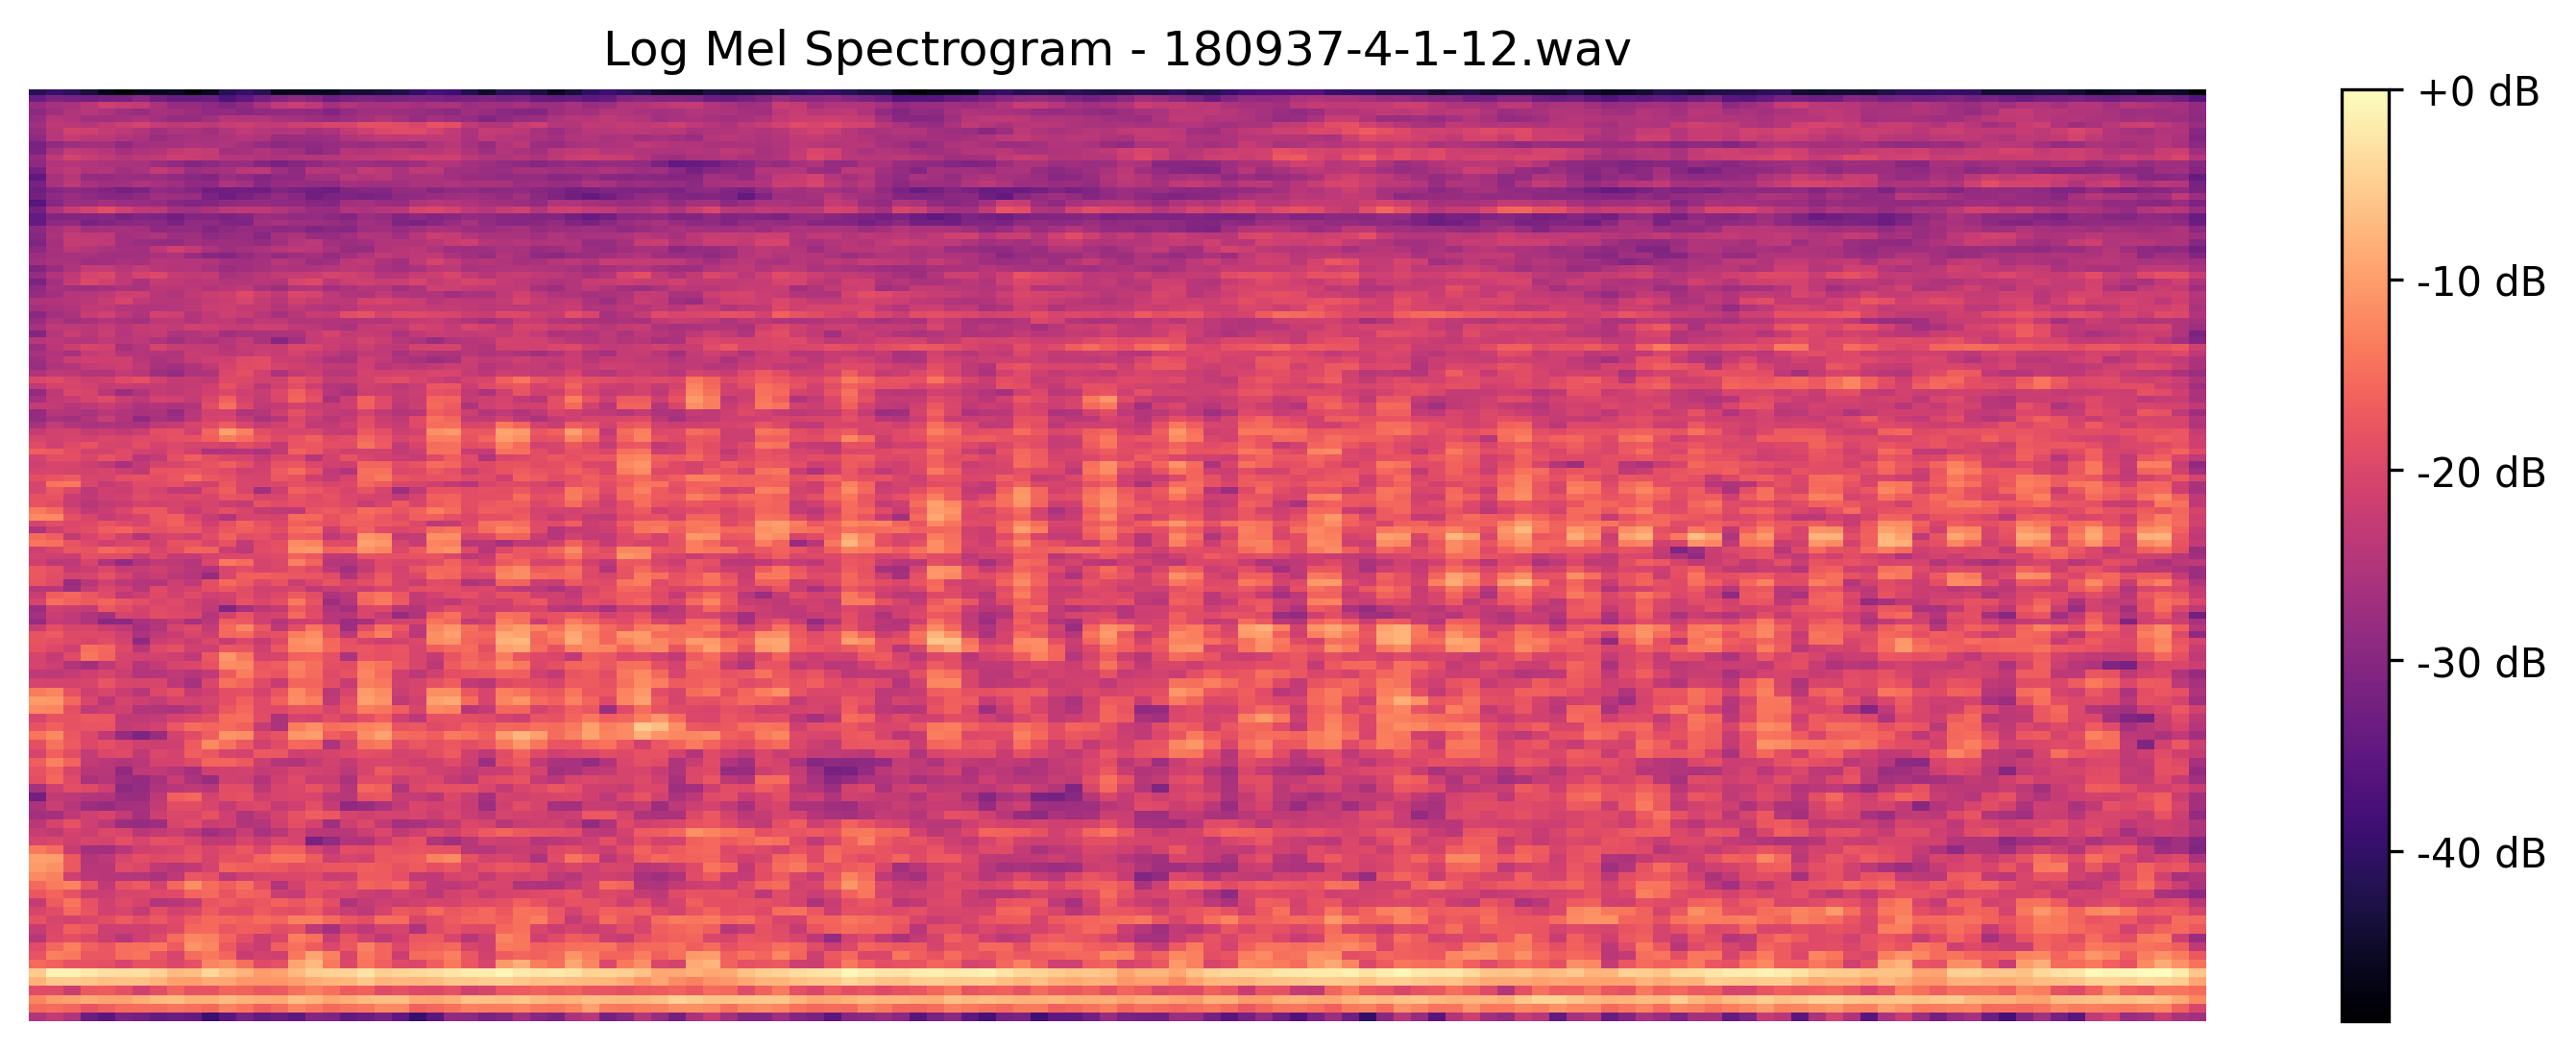 Log Mel Spectrogram - 180937-4-1-12.wav
+0 dB
-10 dB
-20 dB
-30 dB
-40 dB